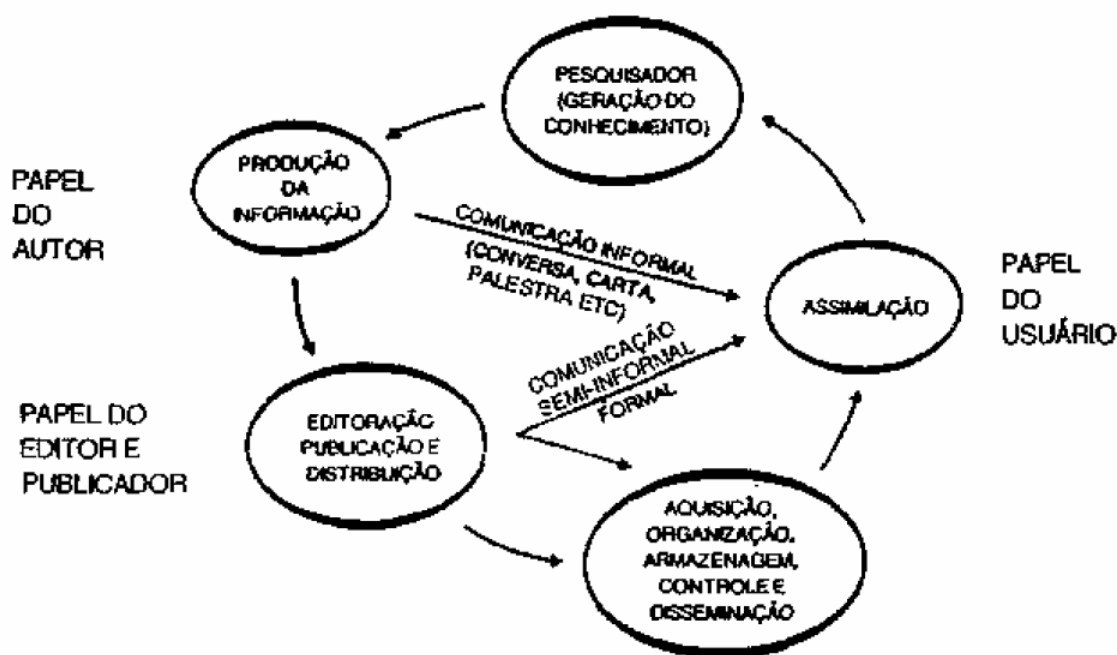 PESQUISADOR
(GERAÇÃO DO
CONHECIMENTO)
PRODUÇÃO
DA
INFORMAÇÃO
PAPEL
DO
AUTOR
COMUNICAÇÃO INFORMAL
(CONVERSA, CARTA,
PALESTRA ETC)
ASSIMILAÇÃO
PAPEL
DO
USUÁRIO
COMUNICAÇÃO
SEMI-INFORMAL
FORMAL
PAPEL DO
EDITOR E
PUBLICADOR
EDITORAÇÃO
PUBLICAÇÃO E
DISTRIBUIÇÃO
AQUISIÇÃO,
ORGANIZAÇÃO,
ARMAZENAGEM,
CONTROLE E
DISSEMINAÇÃO